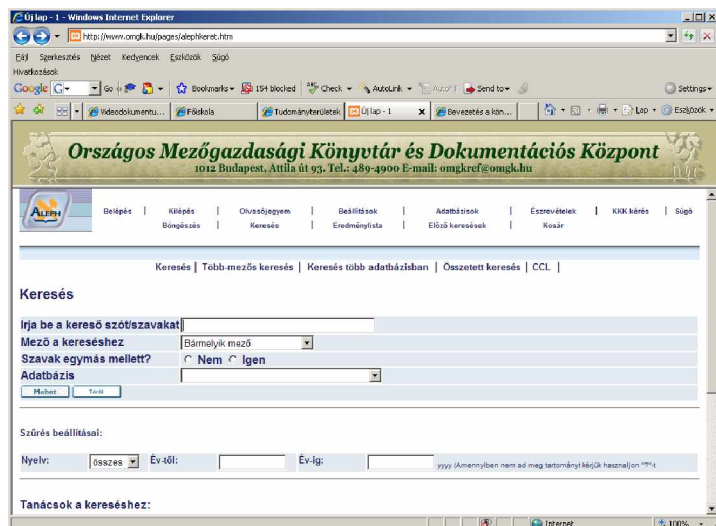 Új lap - 1 - Windows Internet Explorer
http://www.omgk.hu/pages/alephkeret.htm
Fájl Szerkesztés Nézet Kedvencek Eszközök Súgó
Hivatkozások
Google G Go Bookmarks 154 blocked Check AutoLink AutoFill Send to Settings
Videodokumentu... Főiskola Tudományterületek Új lap - 1 Bevezetés a kön... Lap Eszközök
Országos Mezőgazdasági Könyvtár és Dokumentációs Központ
1012 Budapest, Attila út 93. Tel.: 489-4900 E-mail: omgkref@omgk.hu
ALEPH
Belépés | Kilépés | Olvasójegyem | Beállítások | Adatbázisok | Észrevételek | KKK kérés | Súgó
Böngészés | Keresés | Eredménylista | Előző keresések | Kosár
Keresés | Több-mezős keresés | Keresés több adatbázisban | Összetett keresés | CCL |
Keresés
Irja be a kereső szót/szavakat
Mező a kereséshez Bármelyik mező
Szavak egymás mellett? Nem Igen
Adatbázis
Mehet Töröl
Szűrés beállításai:
Nyelv: összes Év-től: Év-ig: yyyy (Amennyiben nem ad meg tartományt kérjük használjon "?"-t
Tanácsok a kereséshez:
Internet 100%